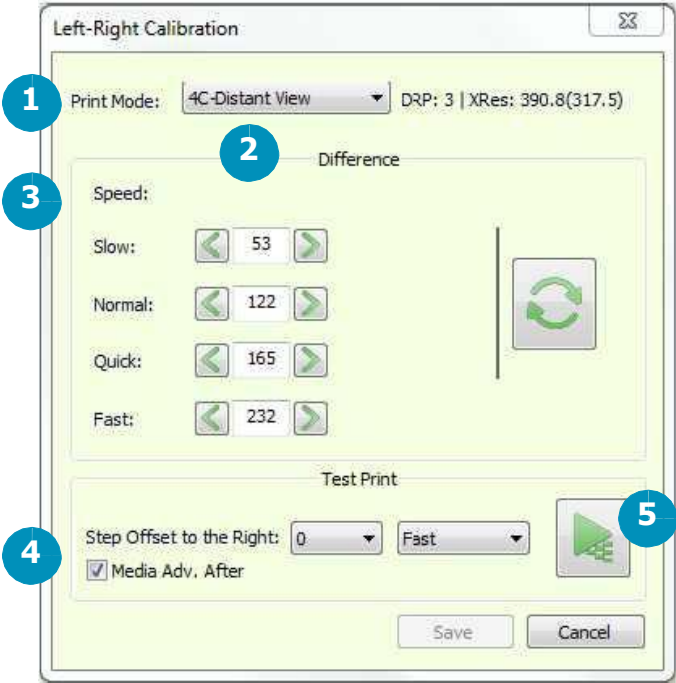 Left-Right Calibration
1 Print Mode: 4C-Distant View DRP: 3 | XRes: 390.8(317.5)
2
Difference
3 Speed:
Slow: 53
Normal: 122
Quick: 165
Fast: 232
Test Print
5
Step Offset to the Right: 0 Fast
4 Media Adv. After
Save Cancel